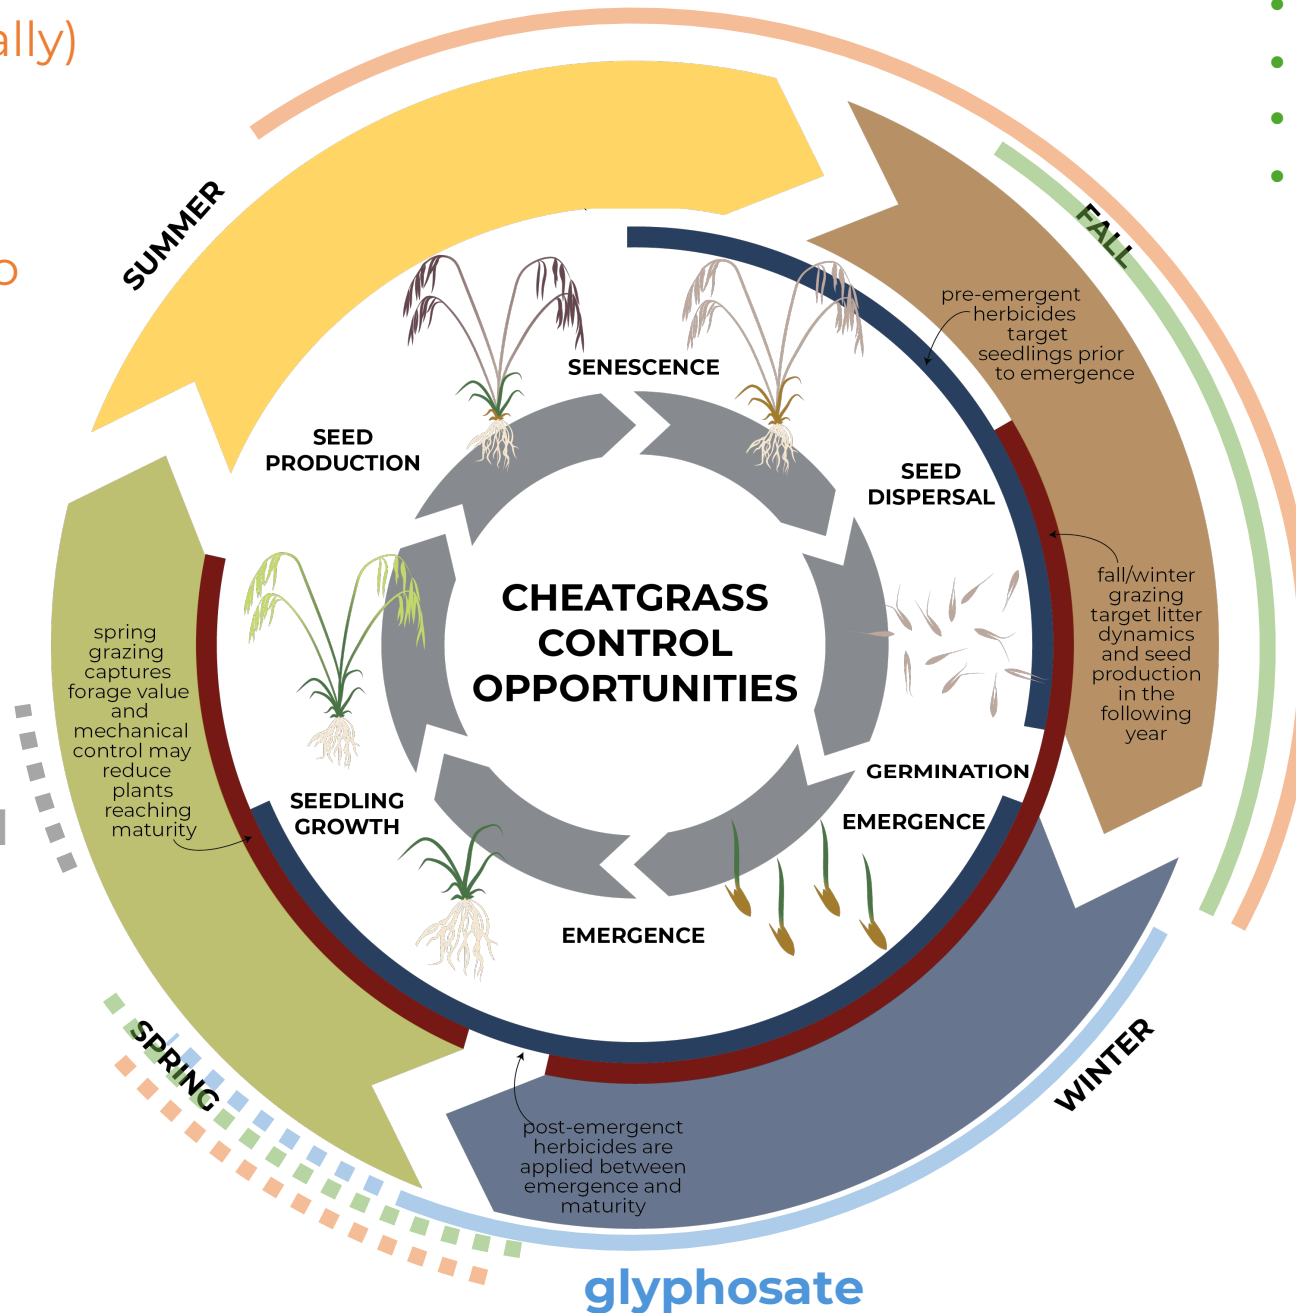 ally)
SUMMER
FALL
o
pre-emergent
herbicides
target
seedlings prior
to emergence
SENESCENCE
SEED
PRODUCTION
SEED
DISPERSAL
CHEATGRASS
CONTROL
OPPORTUNITIES
fall/winter
grazing
target litter
dynamics
and seed
production
in the
following
year
spring
grazing
captures
forage value
and
mechanical
control may
reduce
plants
reaching
maturity
GERMINATION
EMERGENCE
SEEDLING
GROWTH
EMERGENCE
SPRING
WINTER
post-emergenct
herbicides are
applied between
emergence and
maturity
glyphosate